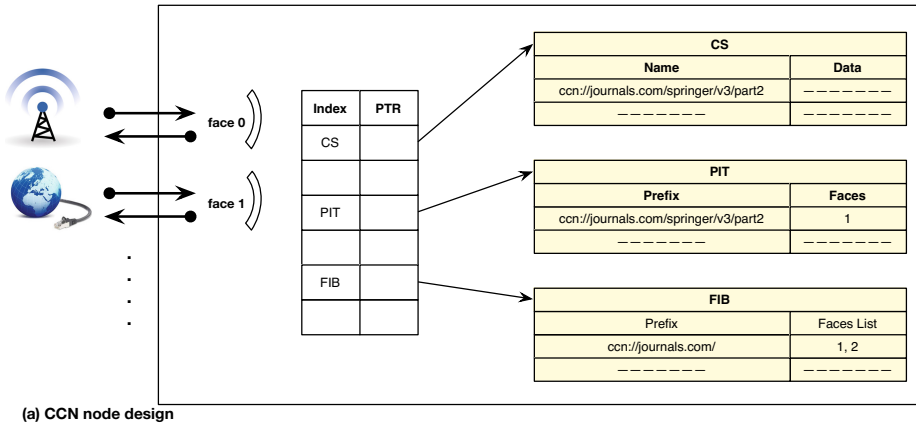 face 0
face 1
Index PTR
CS
PIT
FIB
CS
Name Data
ccn://journals.com/springer/v3/part2 – – – – – – –
– – – – – – –  – – – – – – –
PIT
Prefix Faces
ccn://journals.com/springer/v3/part2 1
– – – – – – –  – – – – – – –
FIB
Prefix Faces List
ccn://journals.com/ 1, 2
– – – – – – –  – – – – – – –
(a) CCN node design